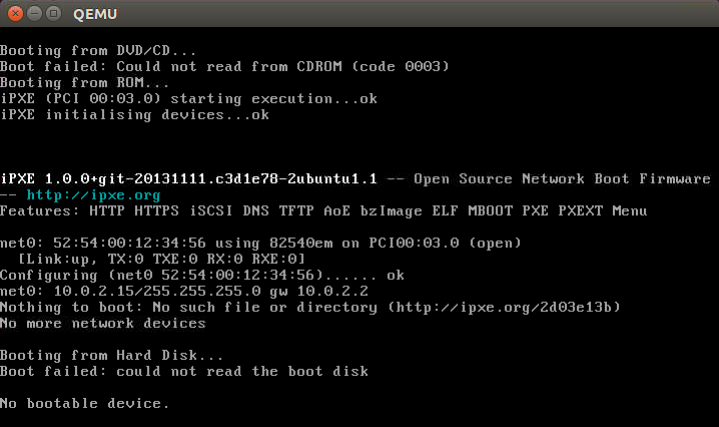 QEMU
Booting from DVD/CD...
Boot failed: Could not read from CDROM (code 0003)
Booting from ROM...
iPXE (PCI 00:03.0) starting execution...ok
iPXE initialising devices...ok
iPXE 1.0.0+git-20131111.c3d1e78-2ubuntu1.1 -- Open Source Network Boot Firmware
-- http://ipxe.org
Features: HTTP HTTPS iSCSI DNS TFTP AoE bzImage ELF MBOOT PXE PXEXT Menu
net0: 52:54:00:12:34:56 using 82540em on PCI00:03.0 (open)
[Link:up, TX:0 TXE:0 RX:0 RXE:0]
Configuring (net0 52:54:00:12:34:56)...... ok
net0: 10.0.2.15/255.255.255.0 gw 10.0.2.2
Nothing to boot: No such file or directory (http://ipxe.org/2d03e13b)
No more network devices
Booting from Hard Disk...
Boot failed: could not read the boot disk
No bootable device.